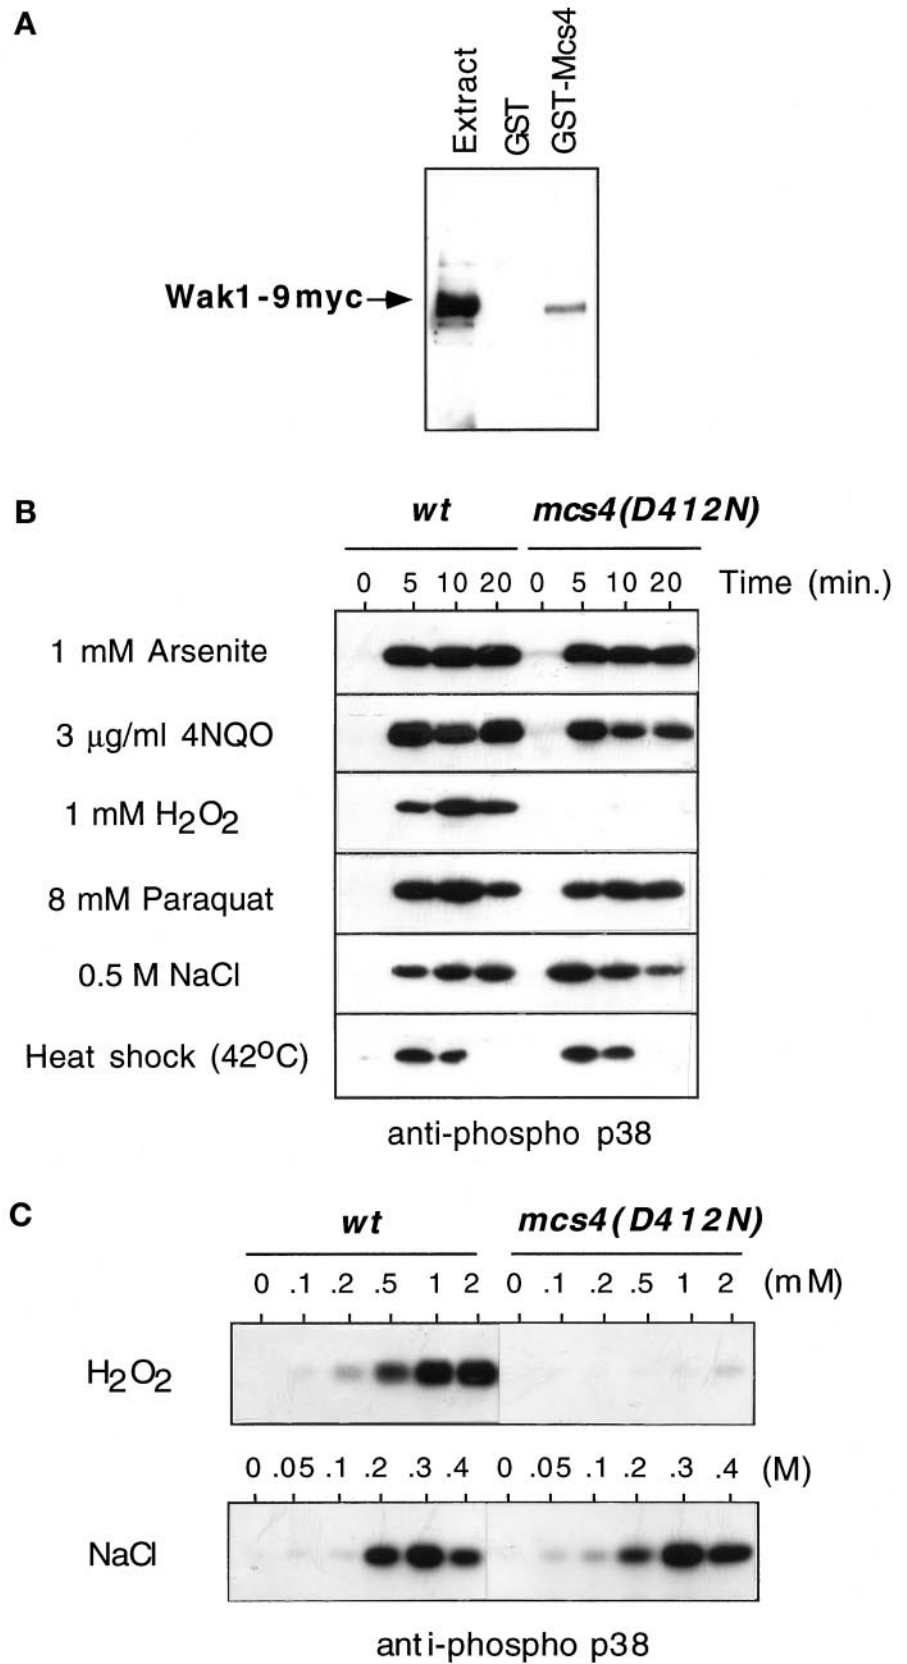 A
Extract
GST
GST-Mcs4
Wak1-9myc
B
wt mcs4(D412N)
0 5 10 20 0 5 10 20 Time (min.)
1 mM Arsenite
3 µg/ml 4NQO
1 mM H2O2
8 mM Paraquat
0.5 M NaCl
Heat shock (42ºC)
anti-phospho p38
C
wt mcs4(D412N)
0 .1 .2 .5 1 2 0 .1 .2 .5 1 2 (mM)
H2O2
0 .05 .1 .2 .3 .4 0 .05 .1 .2 .3 .4 (M)
NaCl
anti-phospho p38